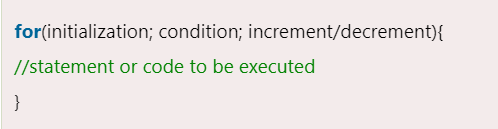 for(initialization; condition; increment/decrement){
//statement or code to be executed
}